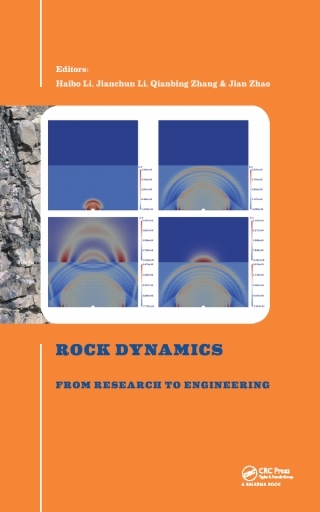 Editors:
Haibo Li, Jianchun Li, Qianbing Zhang & Jian Zhao
ROCK DYNAMICS
FROM RESEARCH TO ENGINEERING
CRC Press
Taylor & Francis Group
A BALKEMA BOOK